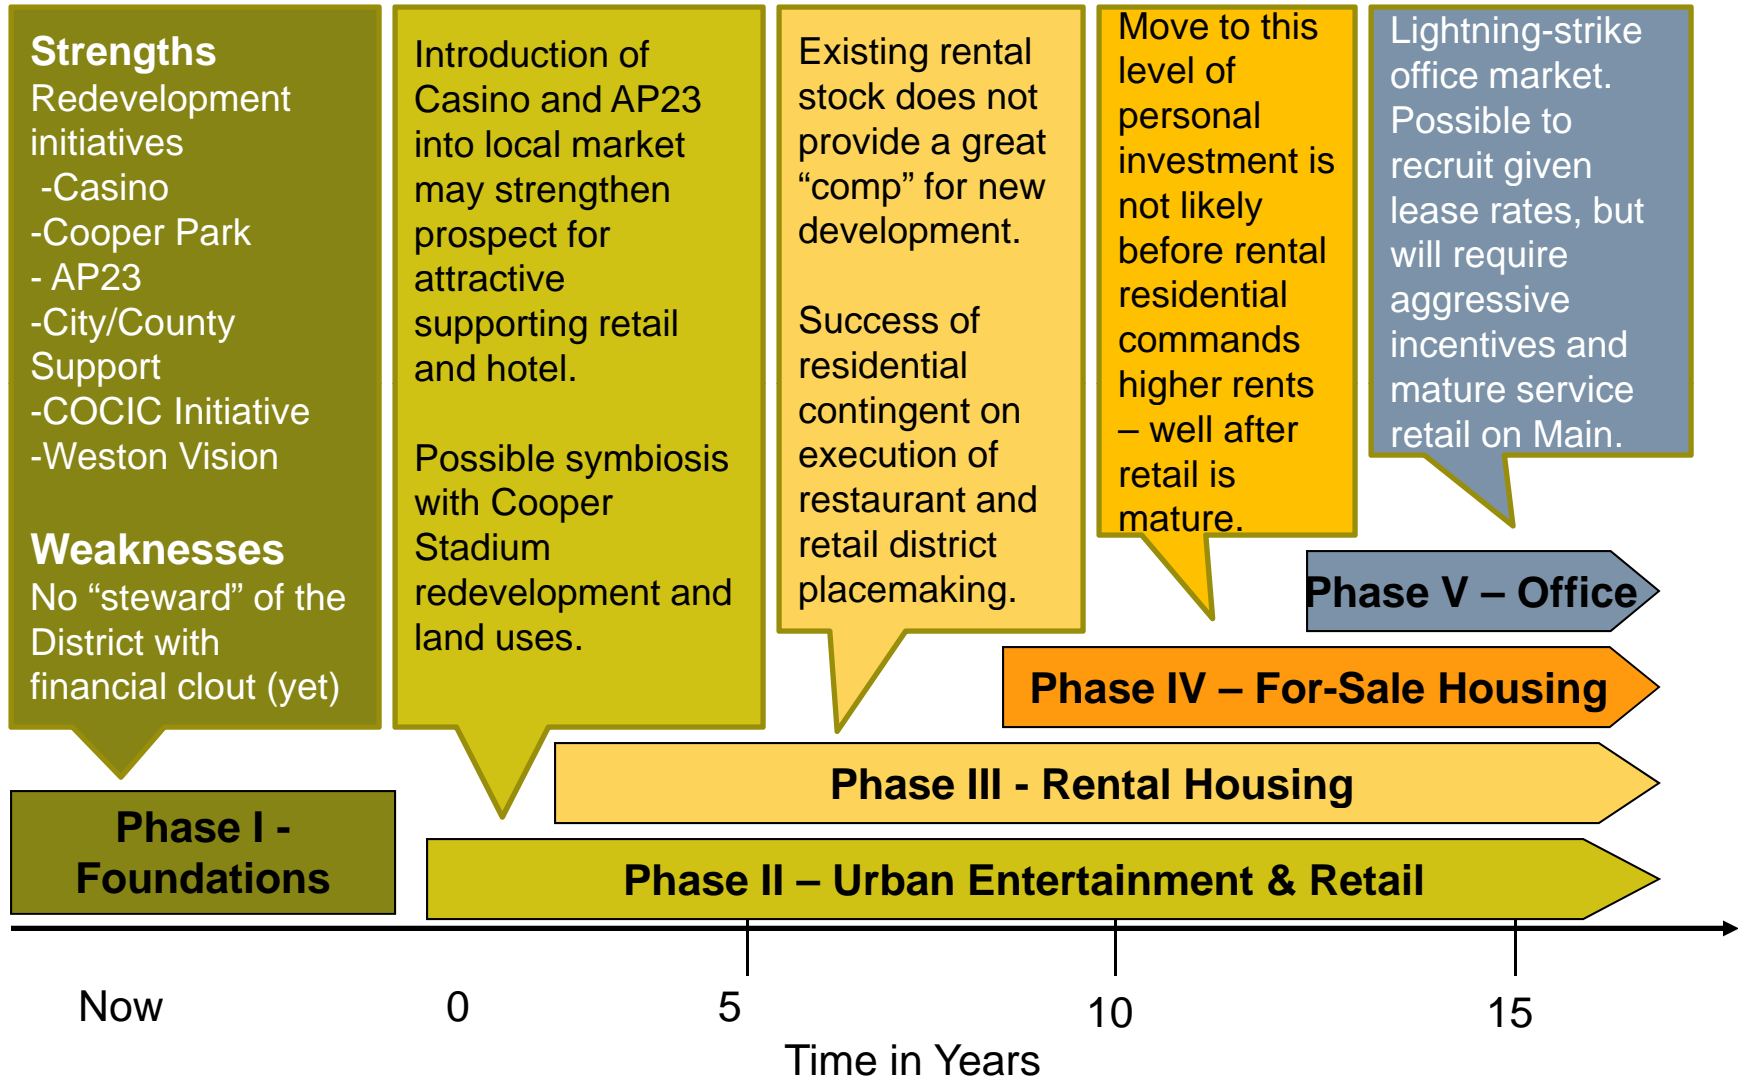 Strengths
Redevelopment
initiatives
-Casino
-Cooper Park
- AP23
-City/County
Support
-COCIC Initiative
-Weston Vision
Weaknesses
No “steward” of the
District with
financial clout (yet)
Introduction of
Casino and AP23
into local market
may strengthen
prospect for
attractive
supporting retail
and hotel.
Possible symbiosis
with Cooper
Stadium
redevelopment and
land uses.
Existing rental
stock does not
provide a great
“comp” for new
development.
Success of
residential
contingent on
execution of
restaurant and
retail district
placemaking.
Move to this
level of
personal
investment is
not likely
before rental
residential
commands
higher rents
– well after
retail is
mature.
Lightning-strike
office market.
Possible to
recruit given
lease rates, but
will require
aggressive
incentives and
mature service
retail on Main.
Phase V – Office
Phase IV – For-Sale Housing
Phase III - Rental Housing
Phase I -
Foundations
Phase II – Urban Entertainment & Retail
Now 0 5 10 15
Time in Years